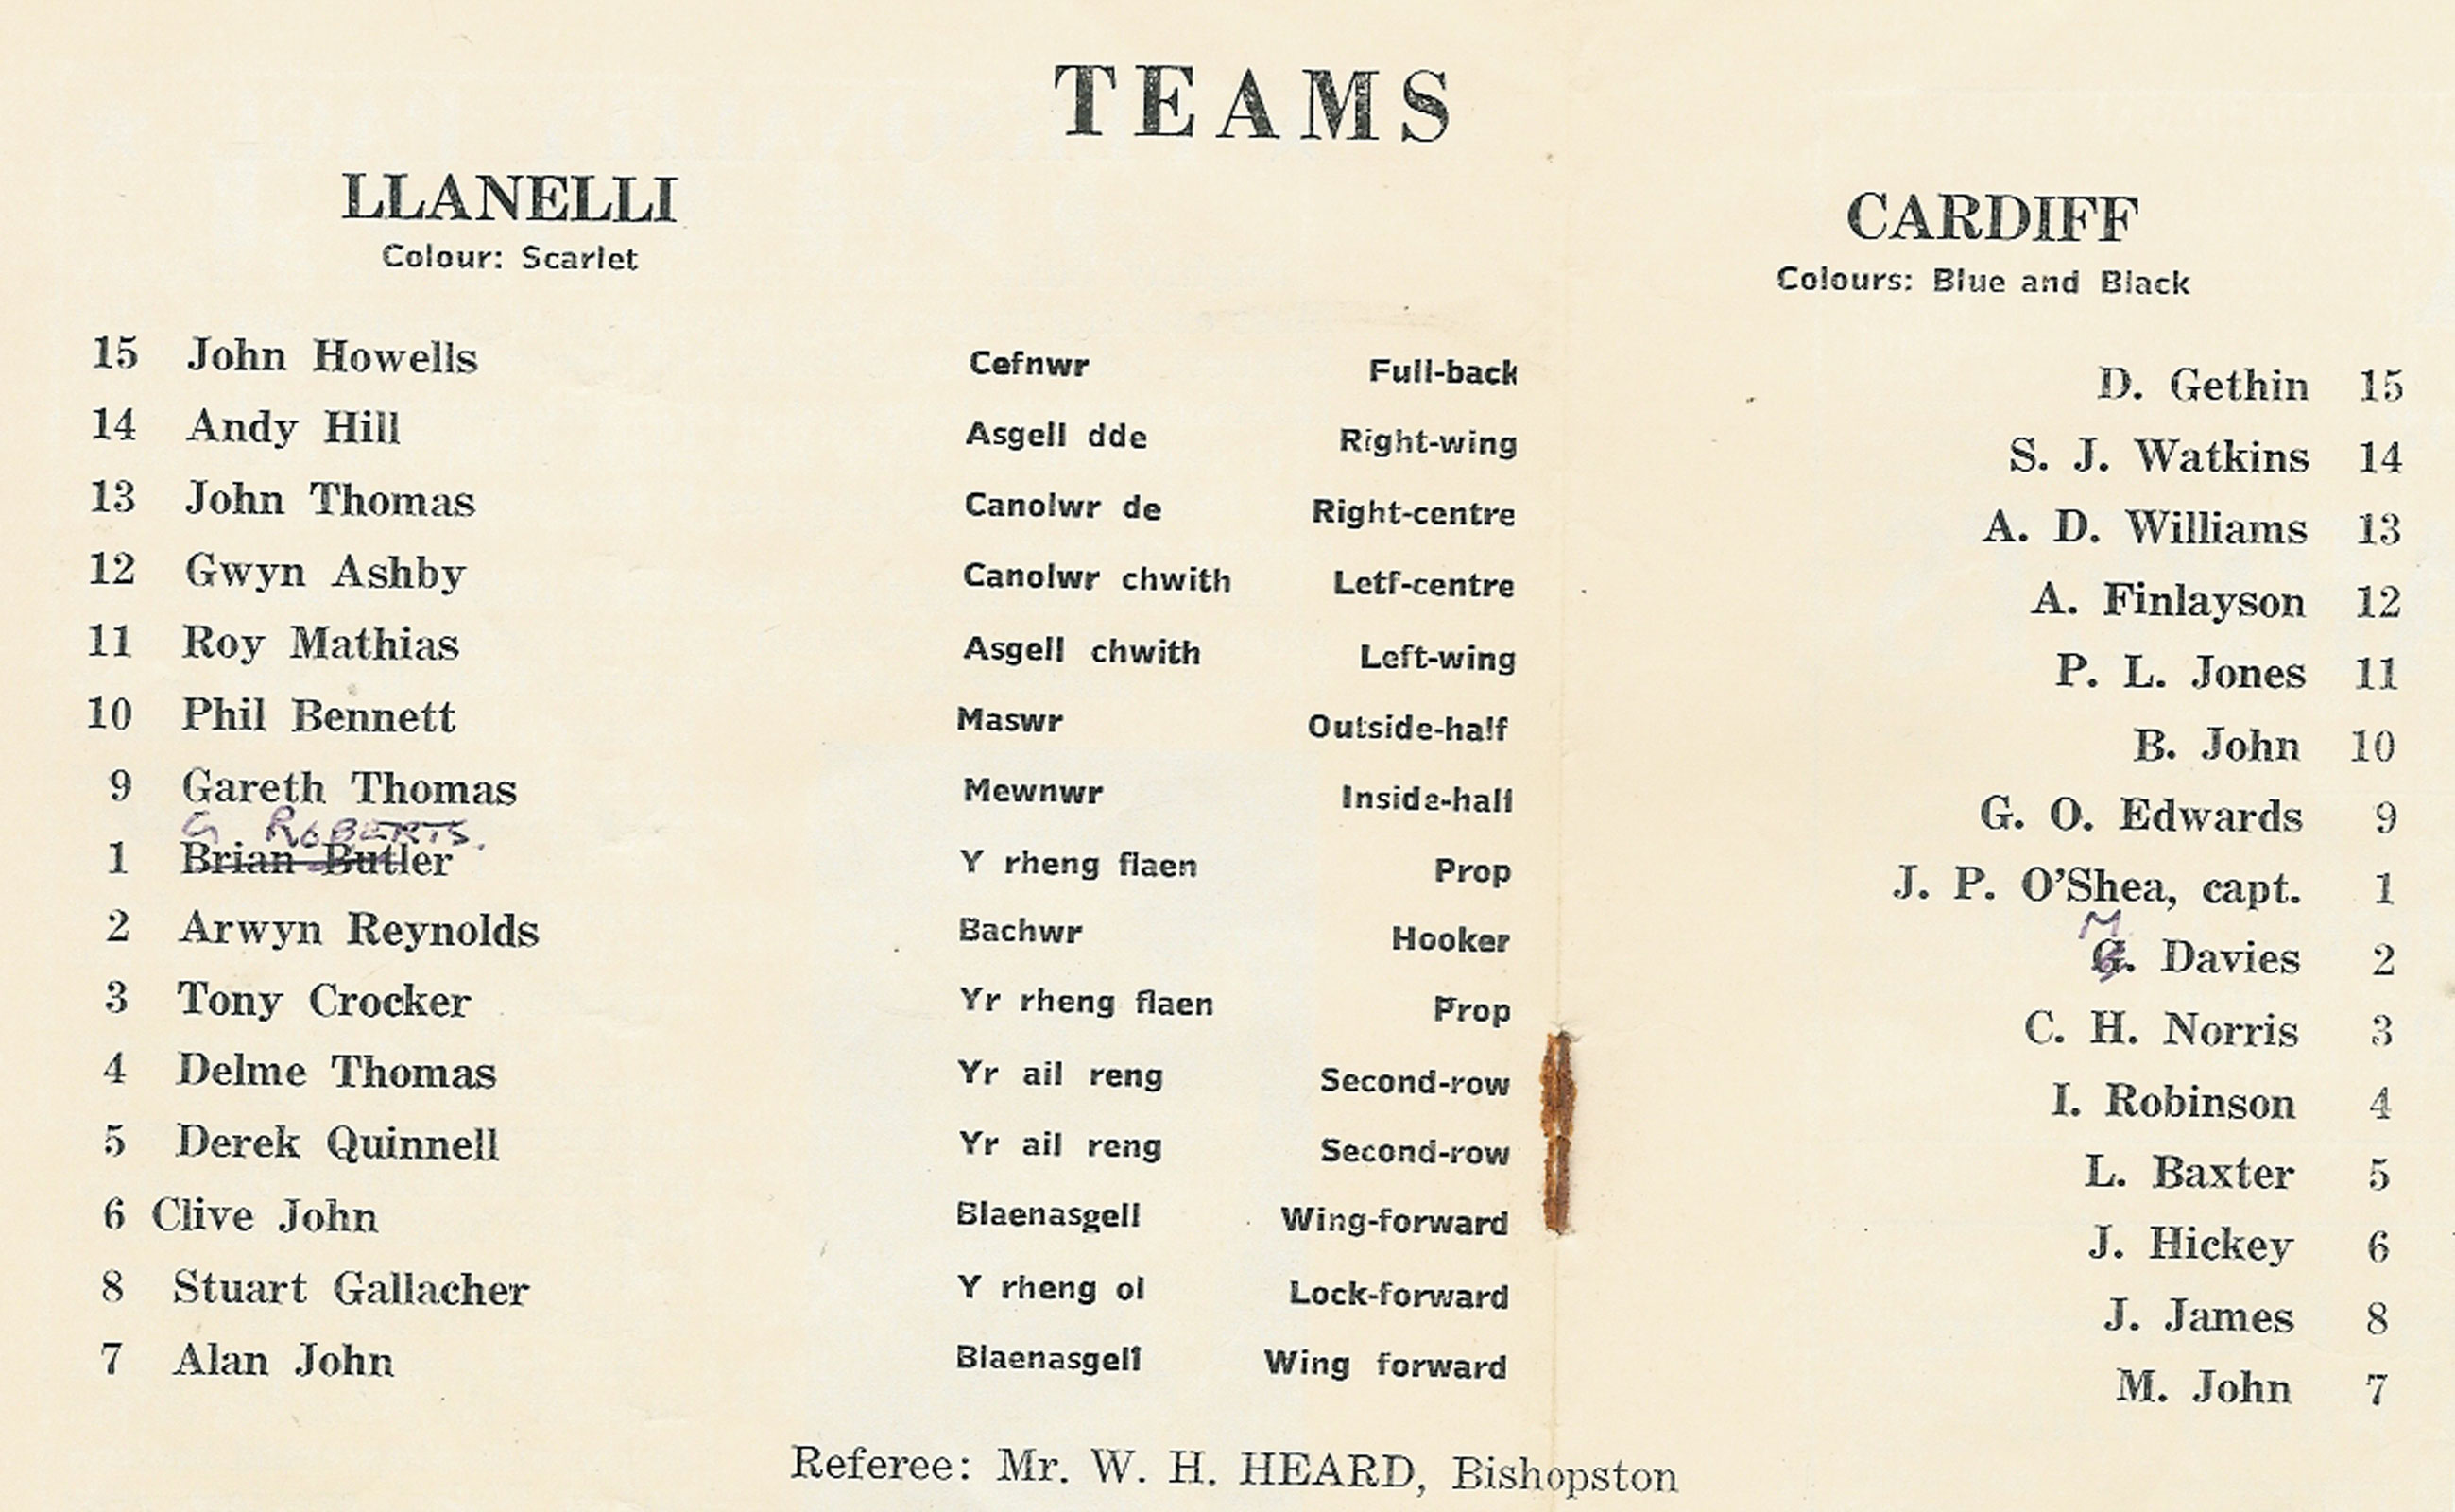 TEAMS
LLANELLI
Colour: Scarlet
CARDIFF
Colours: Blue and Black
15 John Howells Cefnwr Full-back D. Gethin 15
14 Andy Hill Asgell dde Right-wing S. J. Watkins 14
13 John Thomas Canolwr de Right-centre A. D. Williams 13
12 Gwyn Ashby Canolwr chwith Letf-centre A. Finlayson 12
11 Roy Mathias Asgell chwith Left-wing P. L. Jones 11
10 Phil Bennett Maswr Outside-half B. John 10
9 Gareth Thomas Mewnwr Inside-half G. O. Edwards 9
G ROBERTS.
1 Brian Butler Y rheng flaen Prop J. P. O'Shea, capt. 1
M
2 Arwyn Reynolds Bachwr Hooker G. Davies 2
3 Tony Crocker Yr rheng flaen Prop C. H. Norris 3
4 Delme Thomas Yr ail reng Second-row I. Robinson 4
5 Derek Quinnell Yr ail reng Second-row L. Baxter 5
6 Clive John Blaenasgell Wing-forward J. Hickey 6
8 Stuart Gallacher Y rheng ol Lock-forward J. James 8
7 Alan John Blaenasgell Wing forward M. John 7
Referee: Mr. W. H. HEARD, Bishopston